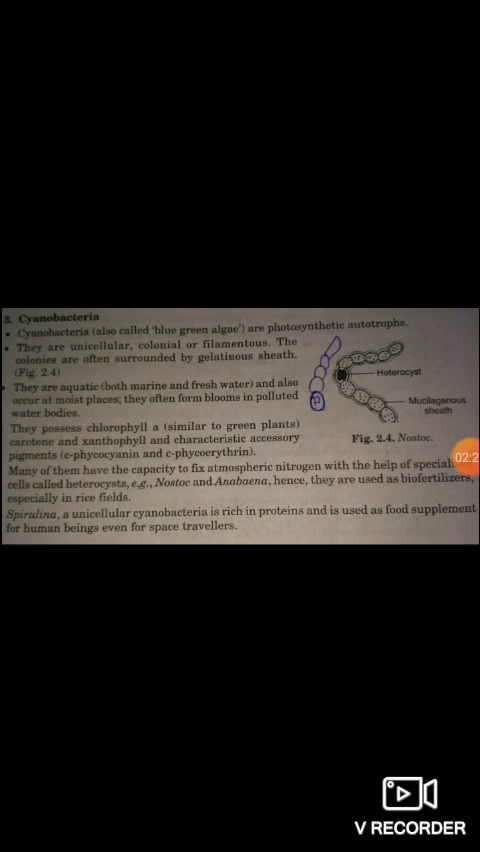 3. Cyanobacteria
• Cyanobacteria (also called 'blue green algae') are photosynthetic autotrophs.
• They are unicellular, colonial or filamentous. The
colonies are often surrounded by gelatinous sheath.
(Fig. 2.4)
• They are aquatic (both marine and fresh water) and also
occur at moist places; they often form blooms in polluted
water bodies.
They possess chlorophyll a (similar to green plants)
carotene and xanthophyll and characteristic accessory
pigments (c-phycocyanin and c-phycoerythrin).
Heterocyst
Mucilagenous
sheath
Fig. 2.4. Nostoc.
Many of them have the capacity to fix atmospheric nitrogen with the help of special
cells called heterocysts, e.g., Nostoc and Anabaena, hence, they are used as biofertilizers,
especially in rice fields.
Spirulina, a unicellular cyanobacteria is rich in proteins and is used as food supplement
for human beings even for space travellers.
02:2
V RECORDER